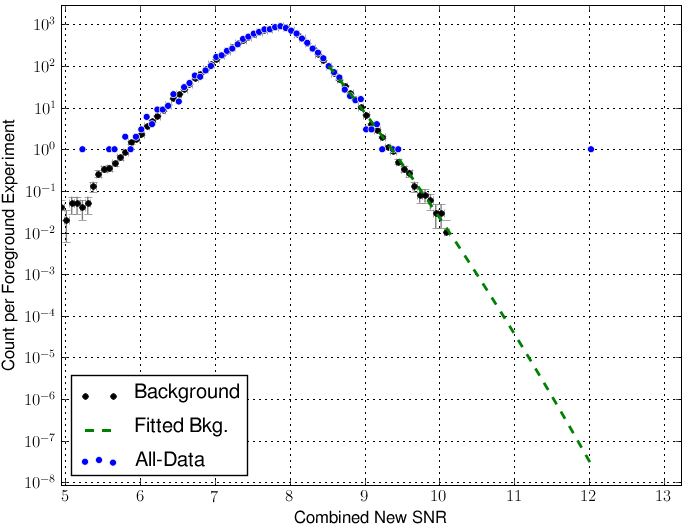 Count per Foreground Experiment
10³
10²
10¹
10⁰
10⁻¹
10⁻²
10⁻³
10⁻⁴
10⁻⁵
10⁻⁶
10⁻⁷
10⁻⁸
Background
Fitted Bkg.
All-Data
5 6 7 8 9 10 11 12 13
Combined New SNR